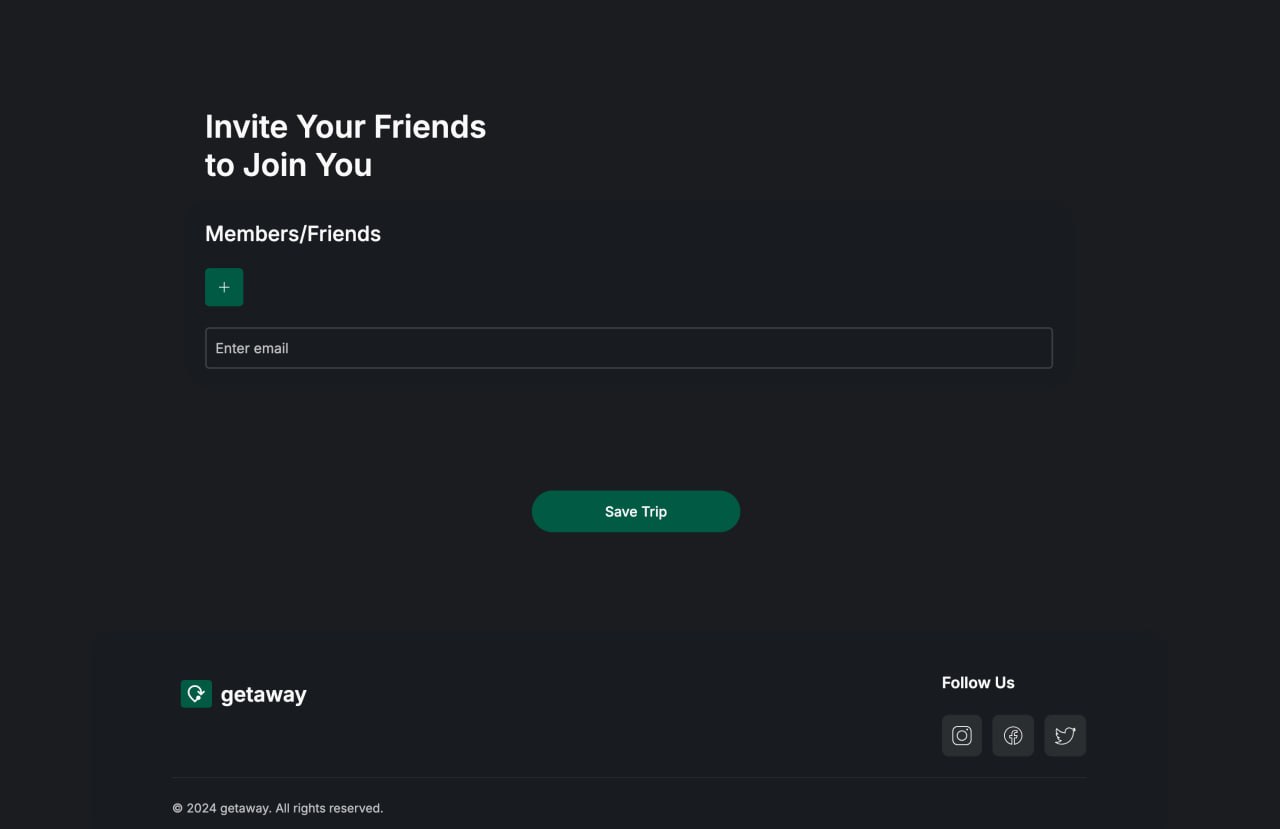 Invite Your Friends
to Join You
Members/Friends
+
Enter email
Save Trip
getaway
Follow Us
© 2024 getaway. All rights reserved.